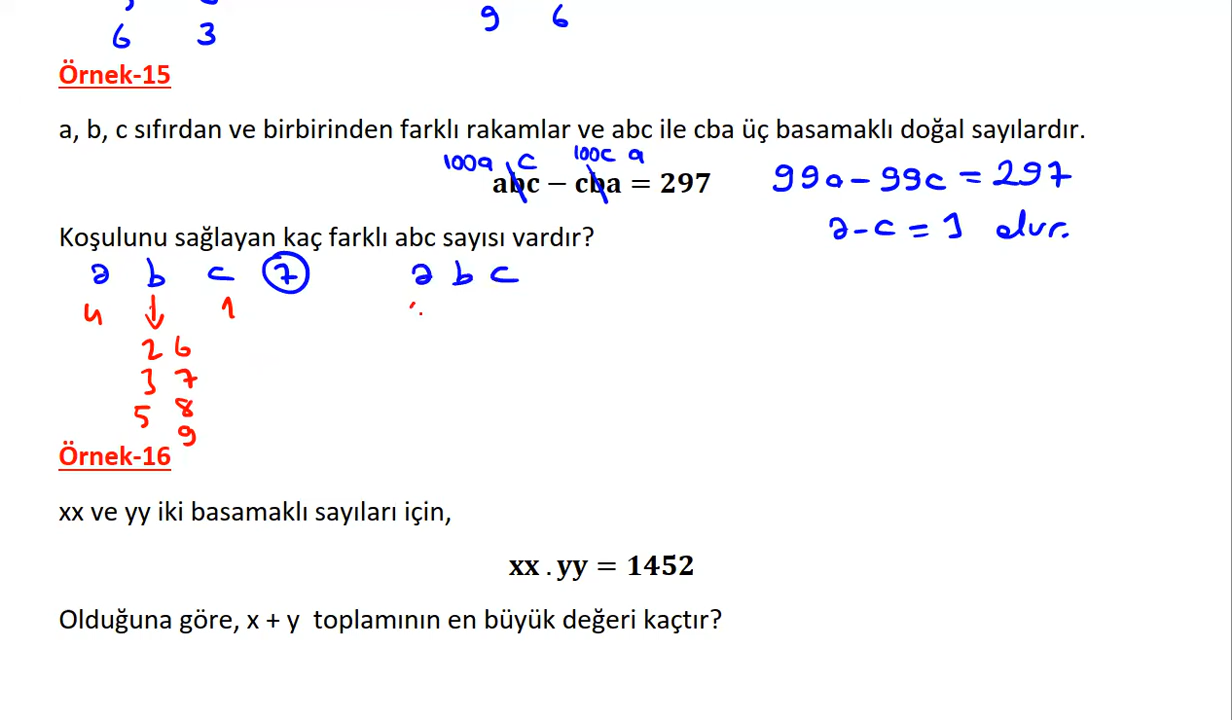 9 6
6 3
Örnek-15
a, b, c sıfırdan ve birbirinden farklı rakamlar ve abc ile cba üç basamaklı doğal sayılardır.
100a c 100c a
abc − cba = 297 99a - 99c = 297
Koşulunu sağlayan kaç farklı abc sayısı vardır? a - c = 3 olur.
a b c 7 a b c
4 ↓ 1
2 6
3 7
5 8
9
Örnek-16
xx ve yy iki basamaklı sayıları için,
xx . yy = 1452
Olduğuna göre, x + y toplamının en büyük değeri kaçtır?